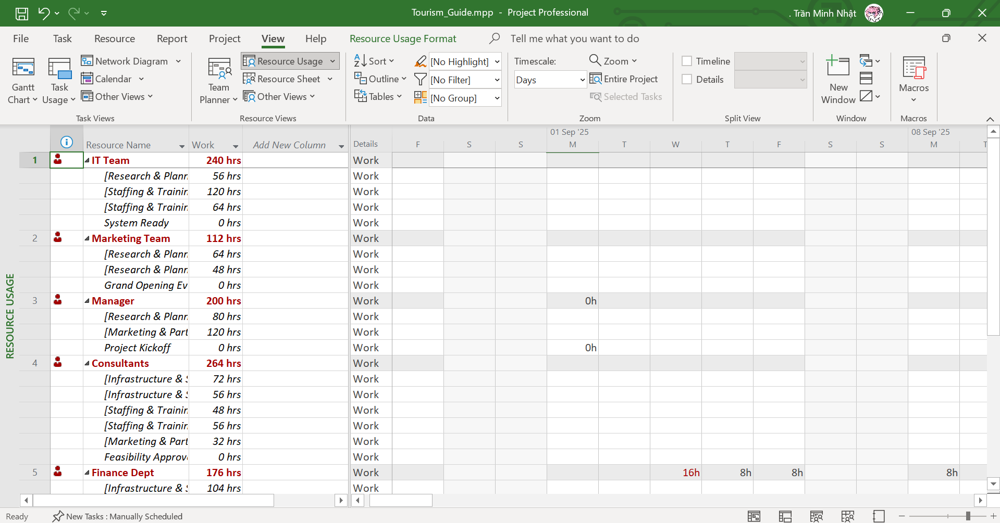 Tourism_Guide.mpp - Project Professional
. Trần Minh Nhật
File Task Resource Report Project View Help Resource Usage Format Tell me what you want to do
Gantt Chart
Task Usage
Network Diagram
Calendar
Other Views
Task Views
Team Planner
Resource Usage
Resource Sheet
Other Views
Resource Views
Sort
Outline
Tables
[No Highlight]
[No Filter]
[No Group]
Data
Timescale:
Days
Zoom
Entire Project
Selected Tasks
Zoom
Timeline
Details
Split View
New Window
Window
Macros
Macros
Resource Name Work Add New Column Details
01 Sep '25 08 Sep '25
F S S M T W T F S S M T
1 IT Team 240 hrs Work
[Research & Plann 56 hrs Work
[Staffing & Trainin 120 hrs Work
[Staffing & Trainin 64 hrs Work
System Ready 0 hrs Work
2 Marketing Team 112 hrs Work
[Research & Plann 64 hrs Work
[Research & Plann 48 hrs Work
Grand Opening Ev 0 hrs Work
3 Manager 200 hrs Work 0h
[Research & Plann 80 hrs Work
[Marketing & Part 120 hrs Work
Project Kickoff 0 hrs Work 0h
4 Consultants 264 hrs Work
[Infrastructure & S 72 hrs Work
[Infrastructure & S 56 hrs Work
[Staffing & Trainin 48 hrs Work
[Staffing & Trainin 56 hrs Work
[Marketing & Part 32 hrs Work
Feasibility Approv 0 hrs Work
5 Finance Dept 176 hrs Work 16h 8h 8h 8h
[Infrastructure & S 104 hrs Work
RESOURCE USAGE
Ready New Tasks : Manually Scheduled